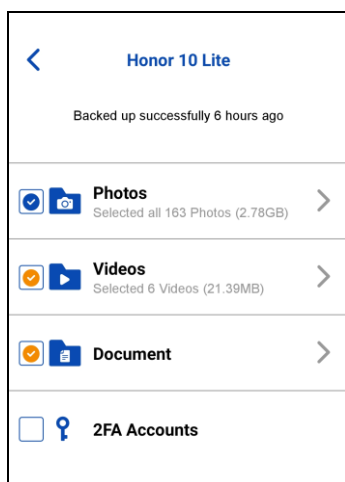 Honor 10 Lite
Backed up successfully 6 hours ago
Photos
Selected all 163 Photos (2.78GB)
Videos
Selected 6 Videos (21.39MB)
Document
2FA Accounts